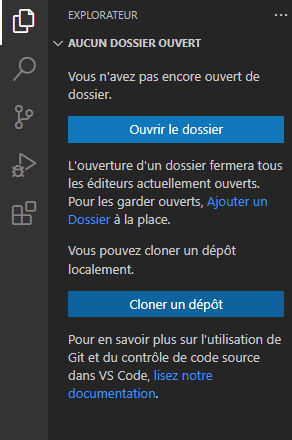 EXPLORATEUR
AUCUN DOSSIER OUVERT
Vous n'avez pas encore ouvert de
dossier.
Ouvrir le dossier
L'ouverture d'un dossier fermera tous
les éditeurs actuellement ouverts.
Pour les garder ouverts, Ajouter un
Dossier à la place.
Vous pouvez cloner un dépôt
localement.
Cloner un dépôt
Pour en savoir plus sur l'utilisation de
Git et du contrôle de code source
dans VS Code, lisez notre
documentation.